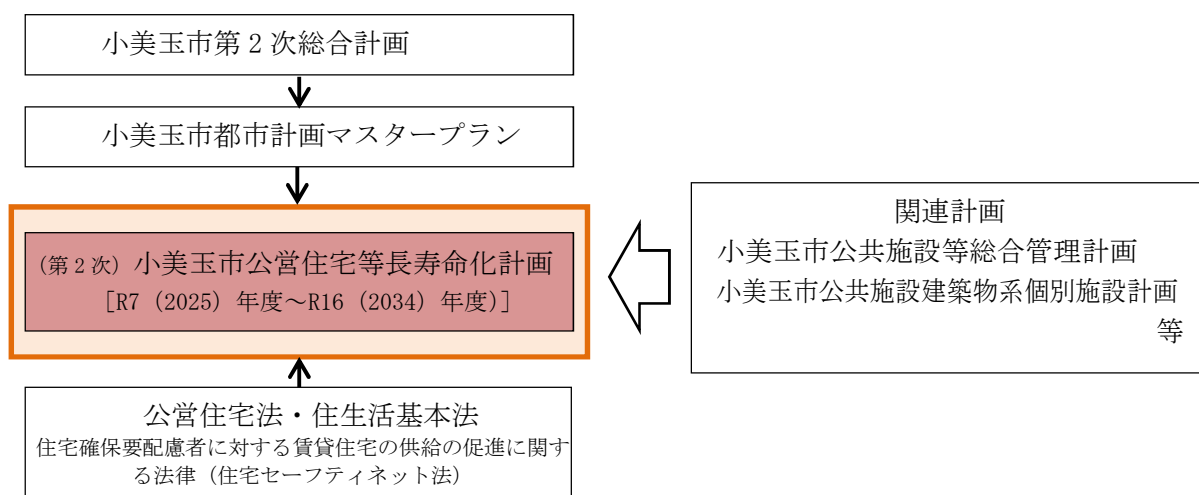 小美玉市第２次総合計画
小美玉市都市計画マスタープラン
(第２次) 小美玉市公営住宅等長寿命化計画
［R7（2025）年度～R16（2034）年度)］
公営住宅法・住生活基本法
住宅確保要配慮者に対する賃貸住宅の供給の促進に関す
る法律（住宅セーフティネット法）
関連計画
小美玉市公共施設等総合管理計画
小美玉市公共施設建築物系個別施設計画
等